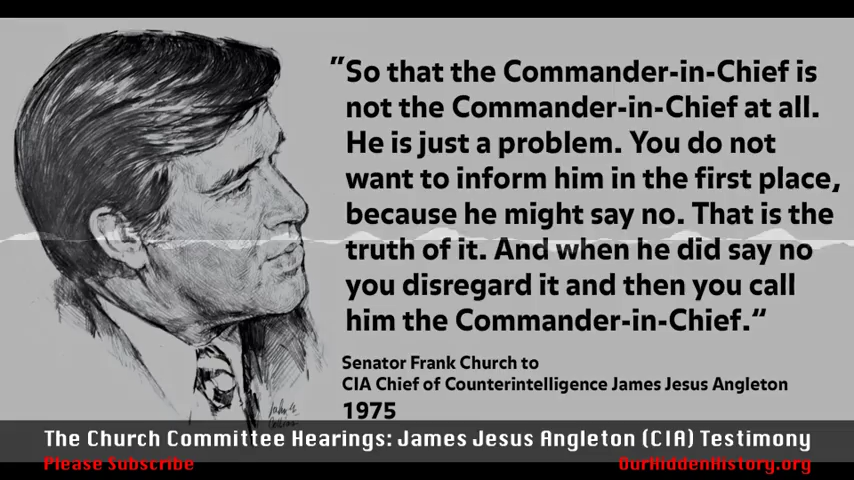 "So that the Commander-in-Chief is
not the Commander-in-Chief at all.
He is just a problem. You do not
want to inform him in the first place,
because he might say no. That is the
truth of it. And when he did say no
you disregard it and then you call
him the Commander-in-Chief.“
Senator Frank Church to
CIA Chief of Counterintelligence James Jesus Angleton
1975
The Church Committee Hearings: James Jesus Angleton (CIA) Testimony
Please Subscribe
OurHiddenHistory.org